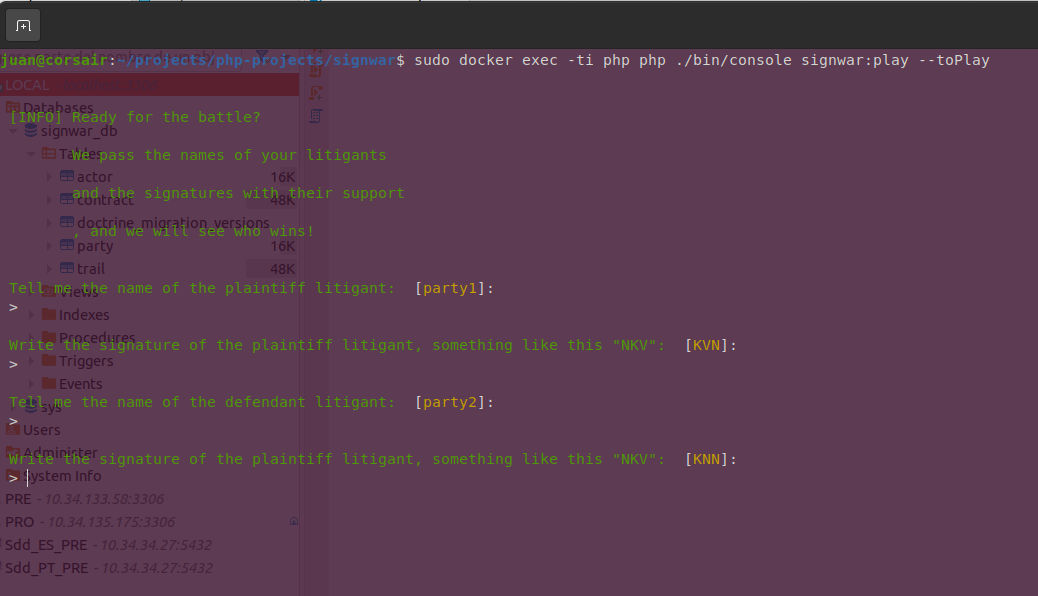 juan@corsair:~/projects/php-projects/signwar$ sudo docker exec -ti php php ./bin/console signwar:play --toPlay
LOCAL
Databases
[INFO] Ready for the battle?
signwar_db
Tables
We pass the names of your litigants
actor 16K
and the signatures with their support
contract 48K
doctrine_migration_versions
, and we will see who wins!
party 16K
trail 48K
Tell me the name of the plaintiff litigant:  [party1]:
Views
>
Indexes
Procedures
Write the signature of the plaintiff litigant, something like this "NKV":  [KVN]:
>
Triggers
Events
Tell me the name of the defendant litigant:  [party2]:
sys
>
Users
Administer
Write the signature of the plaintiff litigant, something like this "NKV":  [KNN]:
>
System Info
PRE - 10.34.133.58:3306
PRO - 10.34.135.175:3306
Sdd_ES_PRE - 10.34.34.27:5432
Sdd_PT_PRE - 10.34.34.27:5432